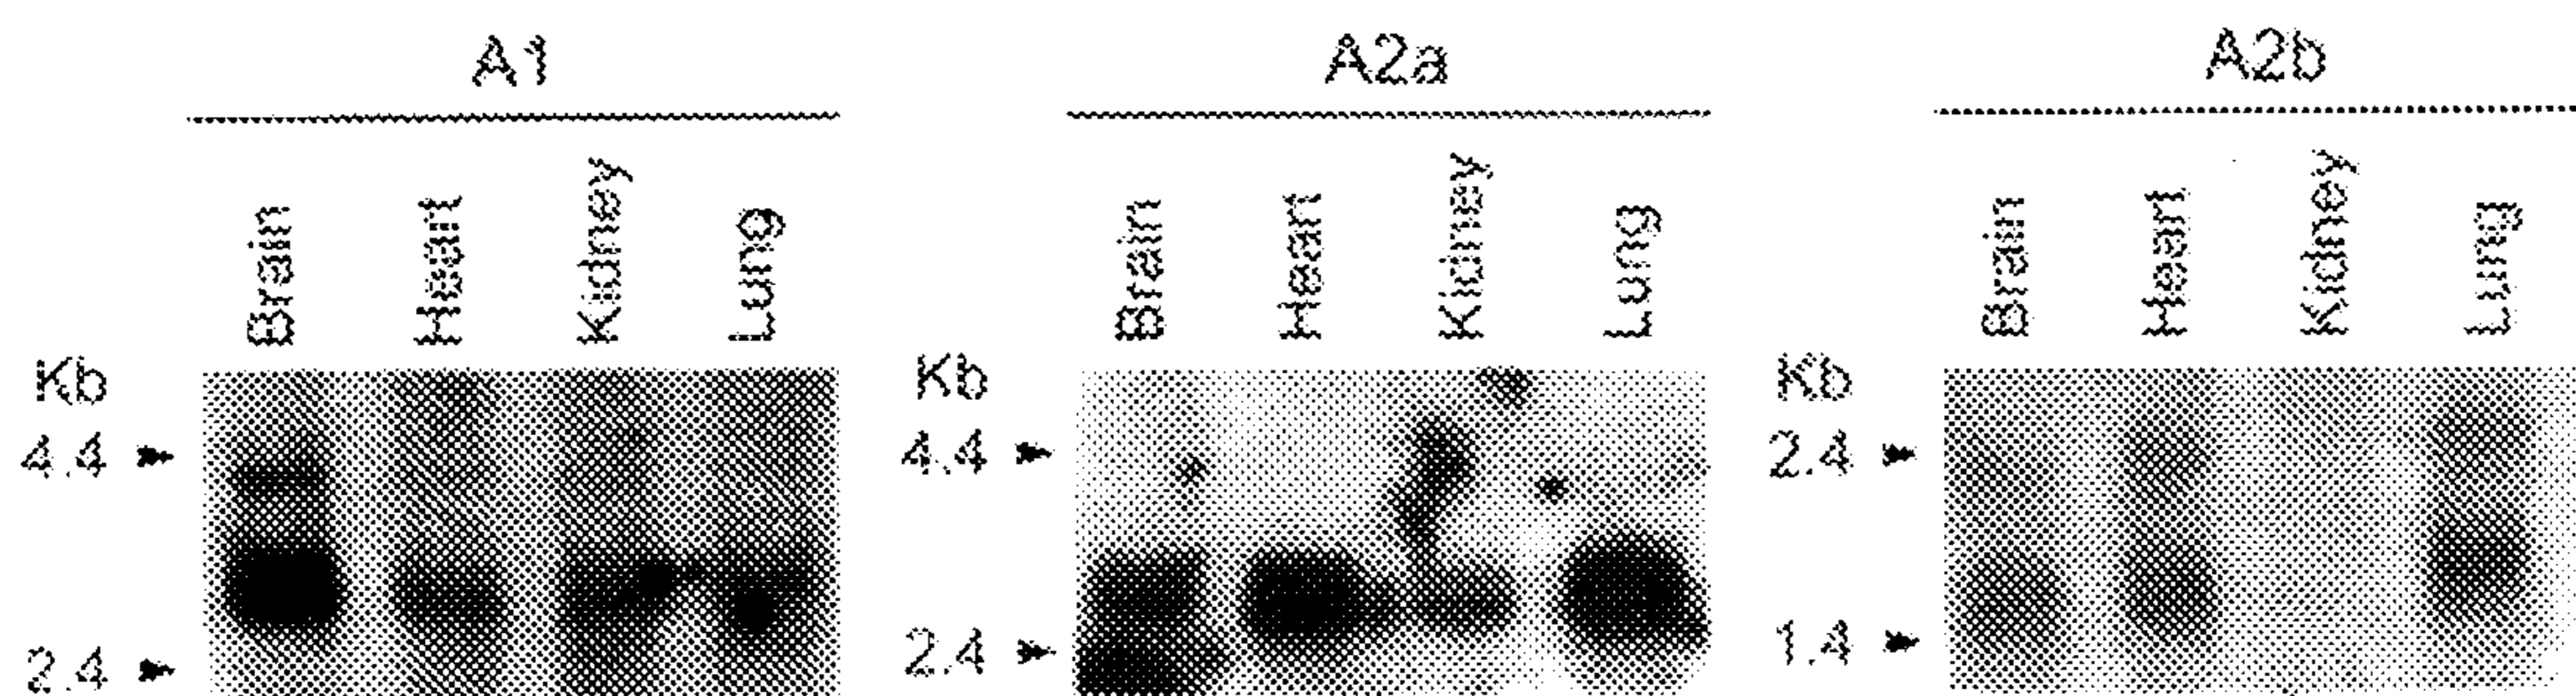 A1 A2a A2b
Brain Heart Kidney Lung Brain Heart Kidney Lung Brain Heart Kidney Lung
Kb Kb Kb
4.4 4.4 2.4
2.4 2.4 1.4